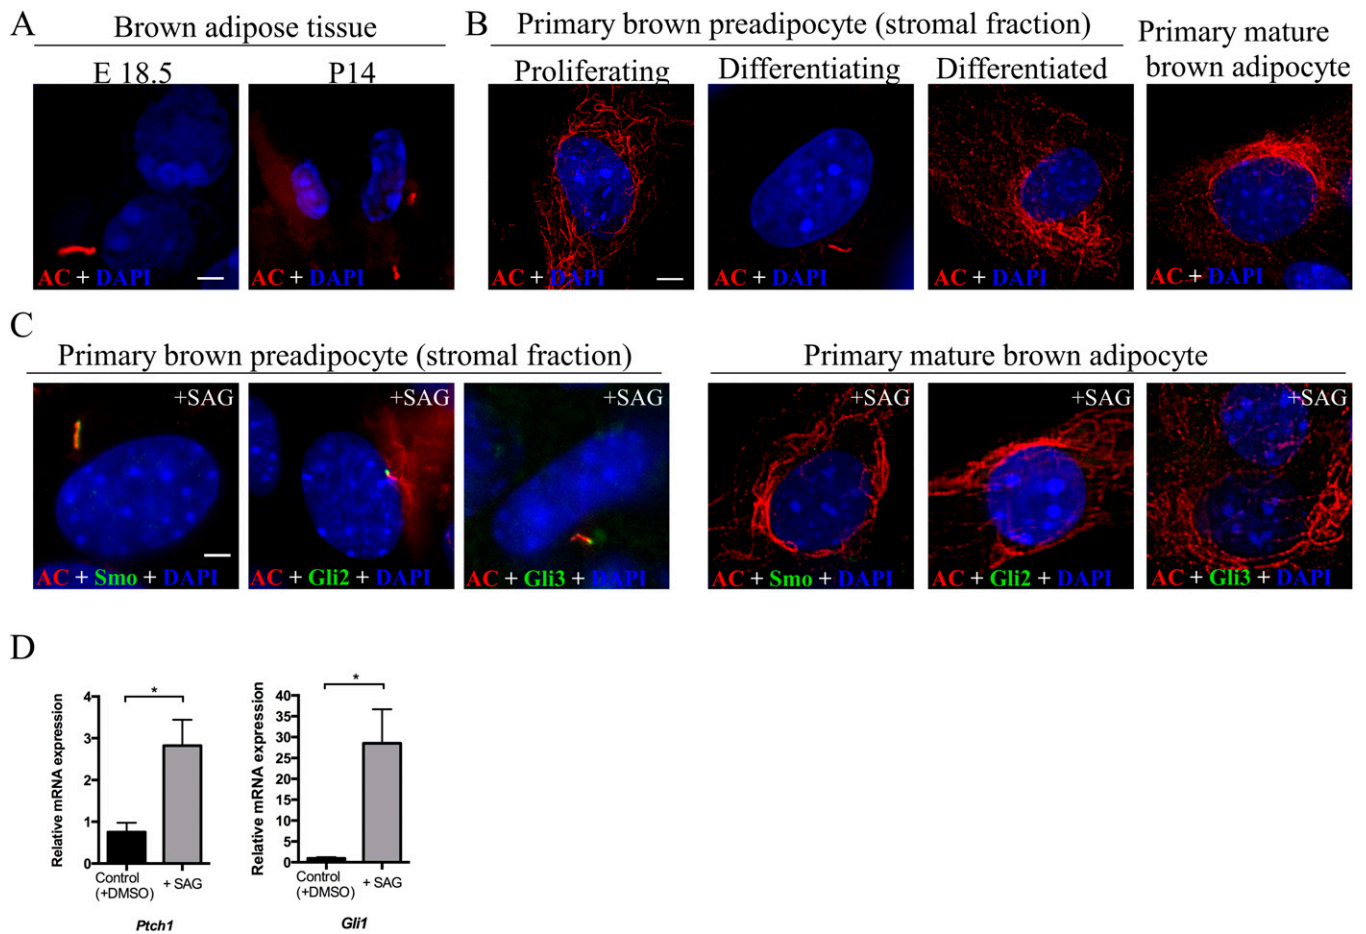 A
Brown adipose tissue
E 18.5
P14
AC + DAPI
AC + DAPI
B
Primary brown preadipocyte (stromal fraction)
Primary mature
brown adipocyte
Proliferating
Differentiating
Differentiated
AC + DAPI
AC + DAPI
AC + DAPI
AC + DAPI
C
Primary brown preadipocyte (stromal fraction)
+SAG
+SAG
+SAG
AC + Smo + DAPI
AC + Gli2 + DAPI
AC + Gli3 + DAPI
Primary mature brown adipocyte
+SAG
+SAG
+SAG
AC + Smo + DAPI
AC + Gli2 + DAPI
AC + Gli3 + DAPI
D
Relative mRNA expression
4
3
2
1
0
*
Control
(+DMSO)
+ SAG
Ptch1
Relative mRNA expression
40
35
30
25
20
15
10
5
0
*
Control
(+DMSO)
+ SAG
Gli1